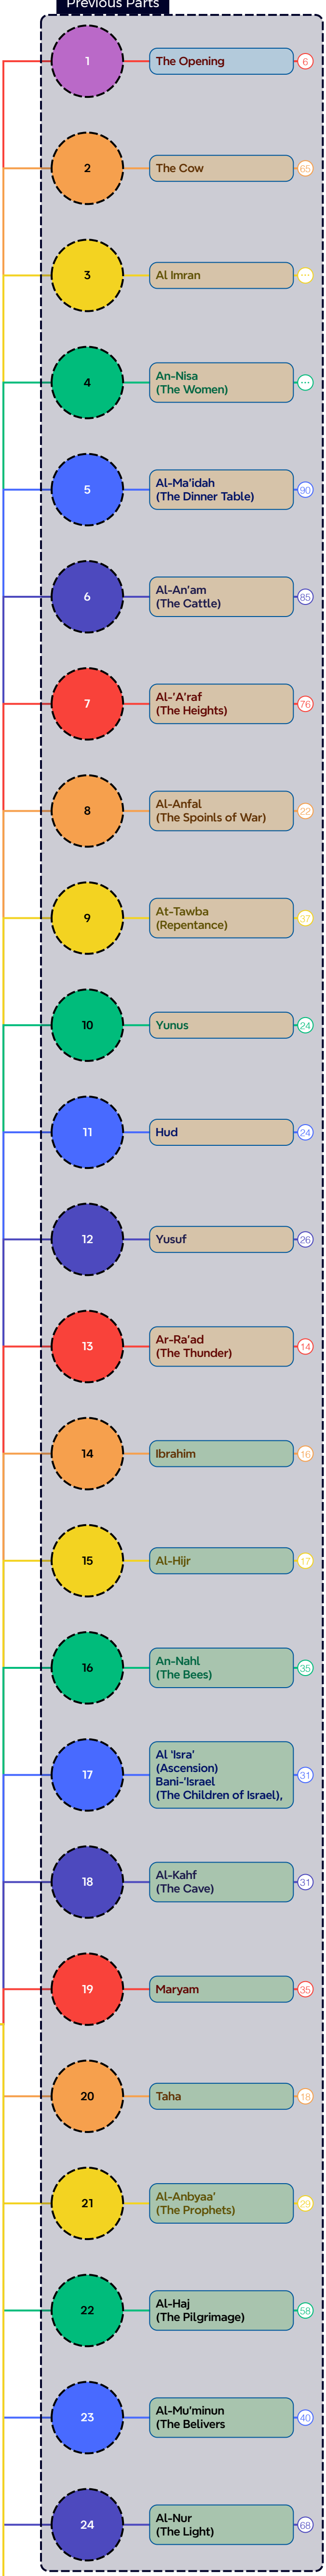 Previous Parts
1
The Opening
6
2
The Cow
65
3
Al Imran
...
4
An-Nisa
(The Women)
...
5
Al-Ma'idah
(The Dinner Table)
90
6
Al-An'am
(The Cattle)
85
7
Al-'A'raf
(The Heights)
76
8
Al-Anfal
(The Spoinls of War)
22
9
At-Tawba
(Repentance)
10
Yunus
24
11
Hud
24
12
Yusuf
26
13
Ar-Ra'ad
(The Thunder)
14
14
Ibrahim
16
15
Al-Hijr
17
16
An-Nahl
(The Bees)
35
17
Al 'Isra'
(Ascension)
Bani-'Israel
(The Children of Israel),
31
18
Al-Kahf
(The Cave)
31
19
Maryam
35
20
Taha
18
21
Al-Anbyaa'
(The Prophets)
22
Al-Haj
(The Pilgrimage)
58
23
Al-Mu'minun
(The Belivers
40
24
Al-Nur
(The Light)
68